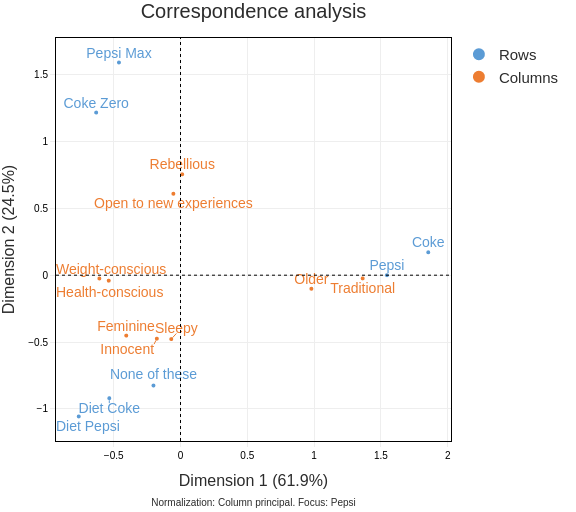 Correspondence analysis
Rows
Columns
Dimension 2 (24.5%)
1.5
1
0.5
0
−0.5
−1
Pepsi Max
Coke Zero
Rebellious
Open to new experiences
Coke
Pepsi
Weight-conscious
Older
Health-conscious
Traditional
Feminine
Sleepy
Innocent
None of these
Diet Coke
Diet Pepsi
−0.5
0
0.5
1
1.5
2
Dimension 1 (61.9%)
Normalization: Column principal. Focus: Pepsi